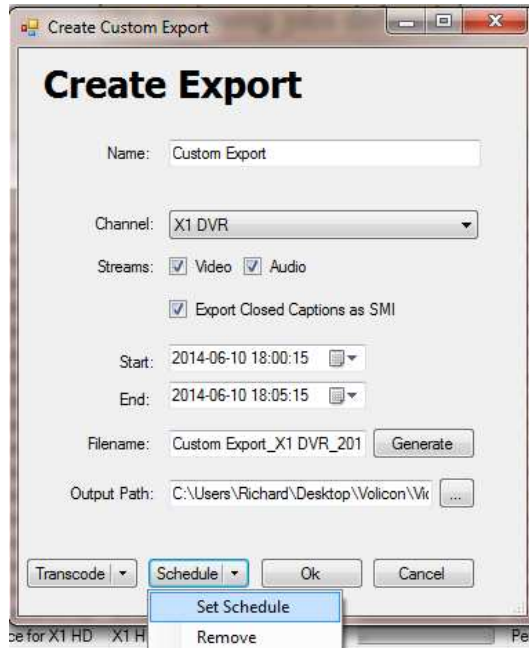 Create Custom Export
Create Export
Name: Custom Export
Channel: X1 DVR
Streams: Video Audio
Export Closed Captions as SMI
Start: 2014-06-10 18:00:15
End: 2014-06-10 18:05:15
Filename: Custom Export_X1 DVR_201 Generate
Output Path: C:\Users\Richard\Desktop\Volicon\Vi ...
Transcode Schedule Ok Cancel
Set Schedule
Remove
ce for X1 HD X1 H Pe